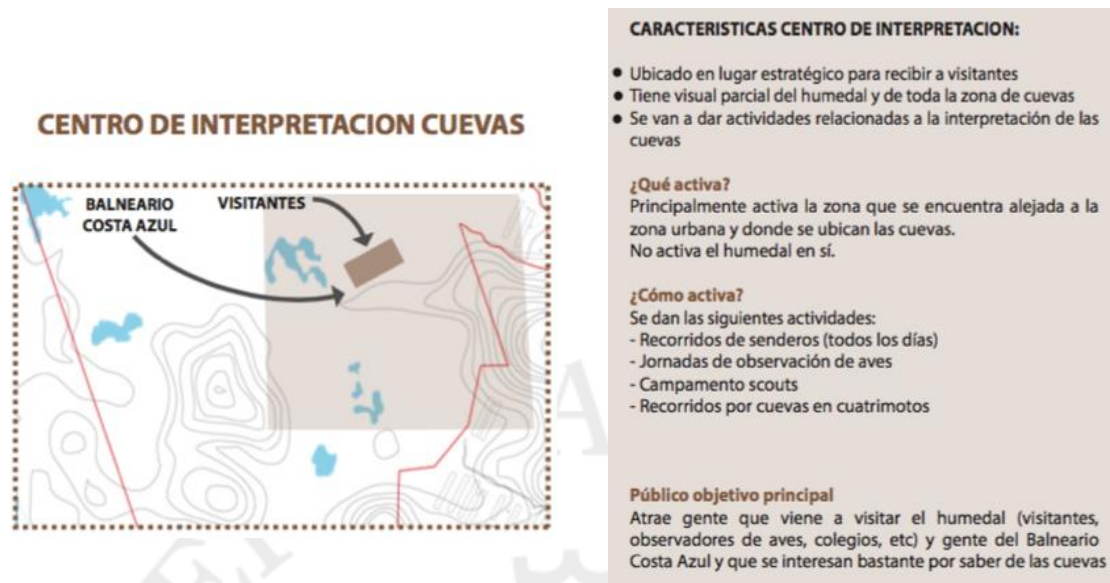 CENTRO DE INTERPRETACION CUEVAS
BALNEARIO
COSTA AZUL
VISITANTES
CARACTERISTICAS CENTRO DE INTERPRETACION:
● Ubicado en lugar estratégico para recibir a visitantes
● Tiene visual parcial del humedal y de toda la zona de cuevas
● Se van a dar actividades relacionadas a la interpretación de las
cuevas
¿Qué activa?
Principalmente activa la zona que se encuentra alejada a la
zona urbana y donde se ubican las cuevas.
No activa el humedal en sí.
¿Cómo activa?
Se dan las siguientes actividades:
- Recorridos de senderos (todos los días)
- Jornadas de observación de aves
- Campamento scouts
- Recorridos por cuevas en cuatrimotos
Público objetivo principal
Atrae gente que viene a visitar el humedal (visitantes,
observadores de aves, colegios, etc) y gente del Balneario
Costa Azul y que se interesan bastante por saber de las cuevas